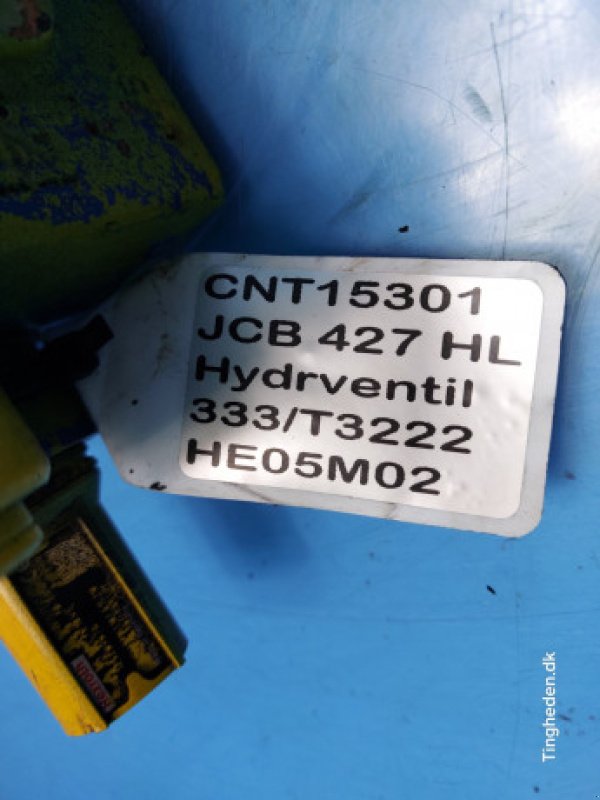 CNT15301
JCB 427 HL
Hydrventil
333/T3222
HE05M02
Tingheden.dk